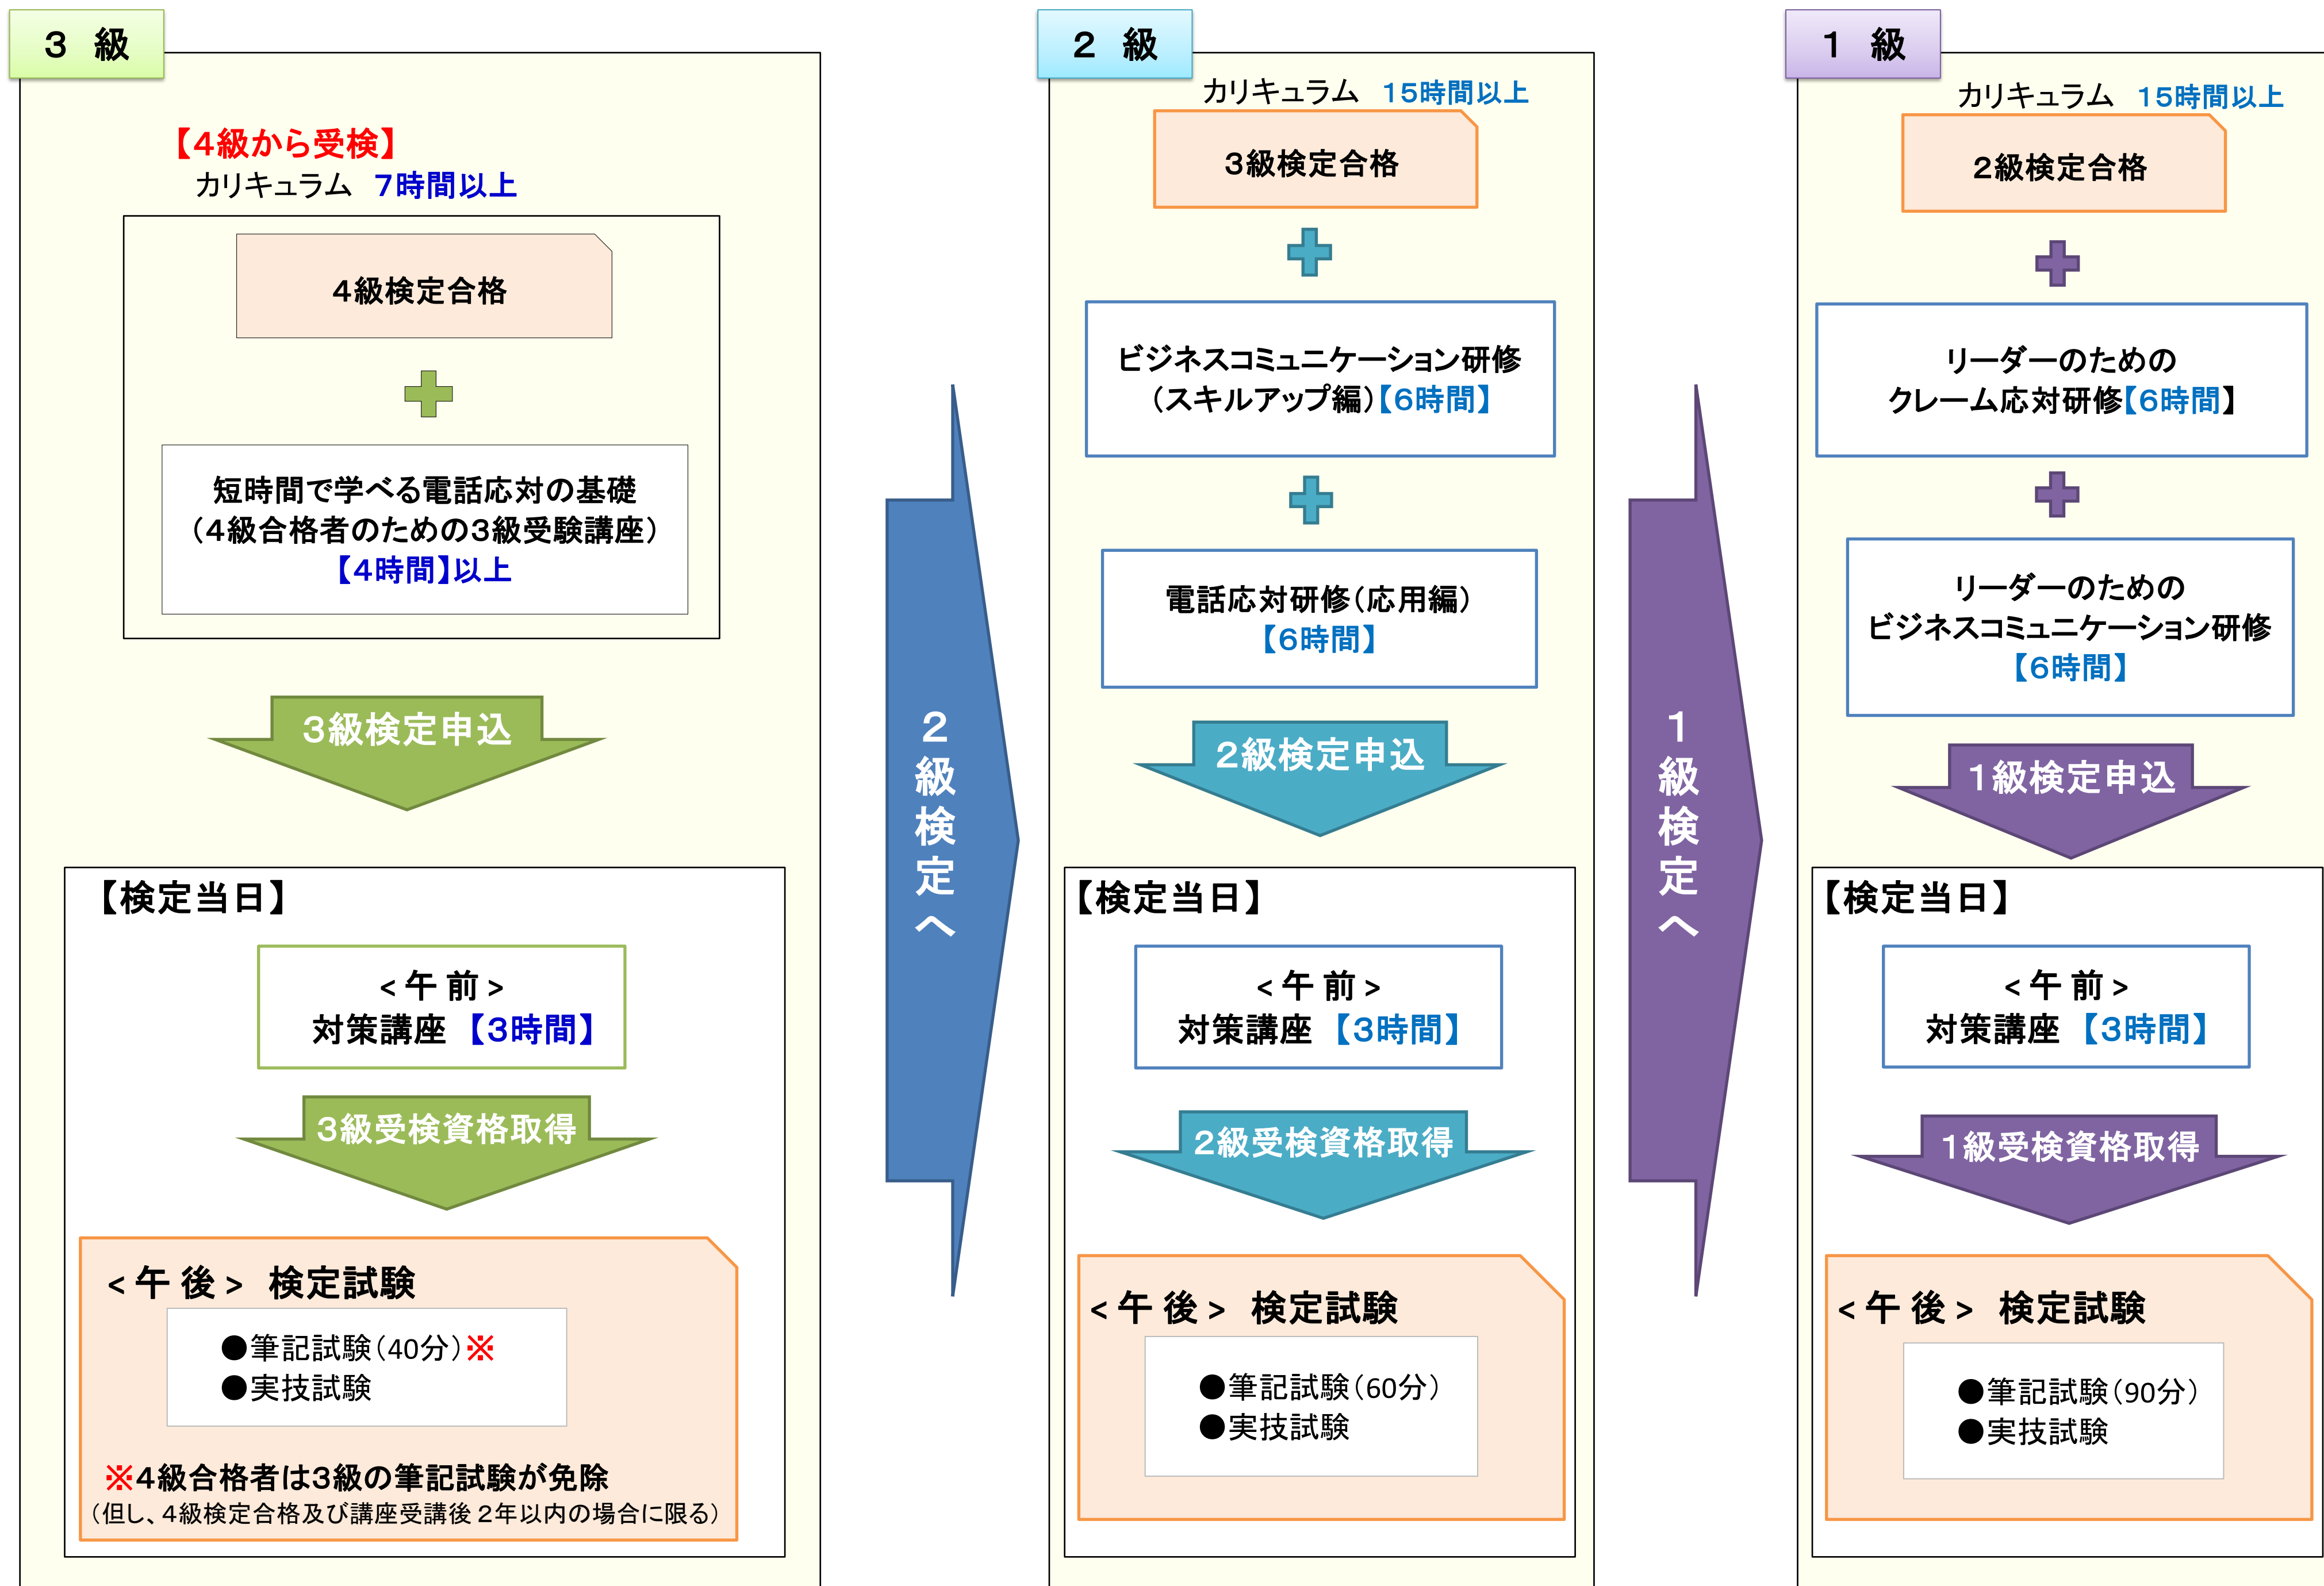 ３ 級
【４級から受検】
カリキュラム ７時間以上
４級検定合格
短時間で学べる電話応対の基礎
（４級合格者のための３級受験講座）
【４時間】以上
３級検定申込
【検定当日】
＜午 前＞
対策講座 【３時間】
３級受検資格取得
＜午 後＞ 検定試験
●筆記試験（40分）※
●実技試験
※４級合格者は３級の筆記試験が免除
（但し、４級検定合格及び講座受講後２年以内の場合に限る）
２級検定へ
２ 級
カリキュラム １５時間以上
３級検定合格
ビジネスコミュニケーション研修
（スキルアップ編）【６時間】
電話応対研修（応用編）
【６時間】
２級検定申込
【検定当日】
＜午 前＞
対策講座 【３時間】
２級受検資格取得
＜午 後＞ 検定試験
●筆記試験（60分）
●実技試験
１級検定へ
１ 級
カリキュラム １５時間以上
２級検定合格
リーダーのための
クレーム応対研修【６時間】
リーダーのための
ビジネスコミュニケーション研修
【６時間】
１級検定申込
【検定当日】
＜午 前＞
対策講座 【３時間】
１級受検資格取得
＜午 後＞ 検定試験
●筆記試験（90分）
●実技試験